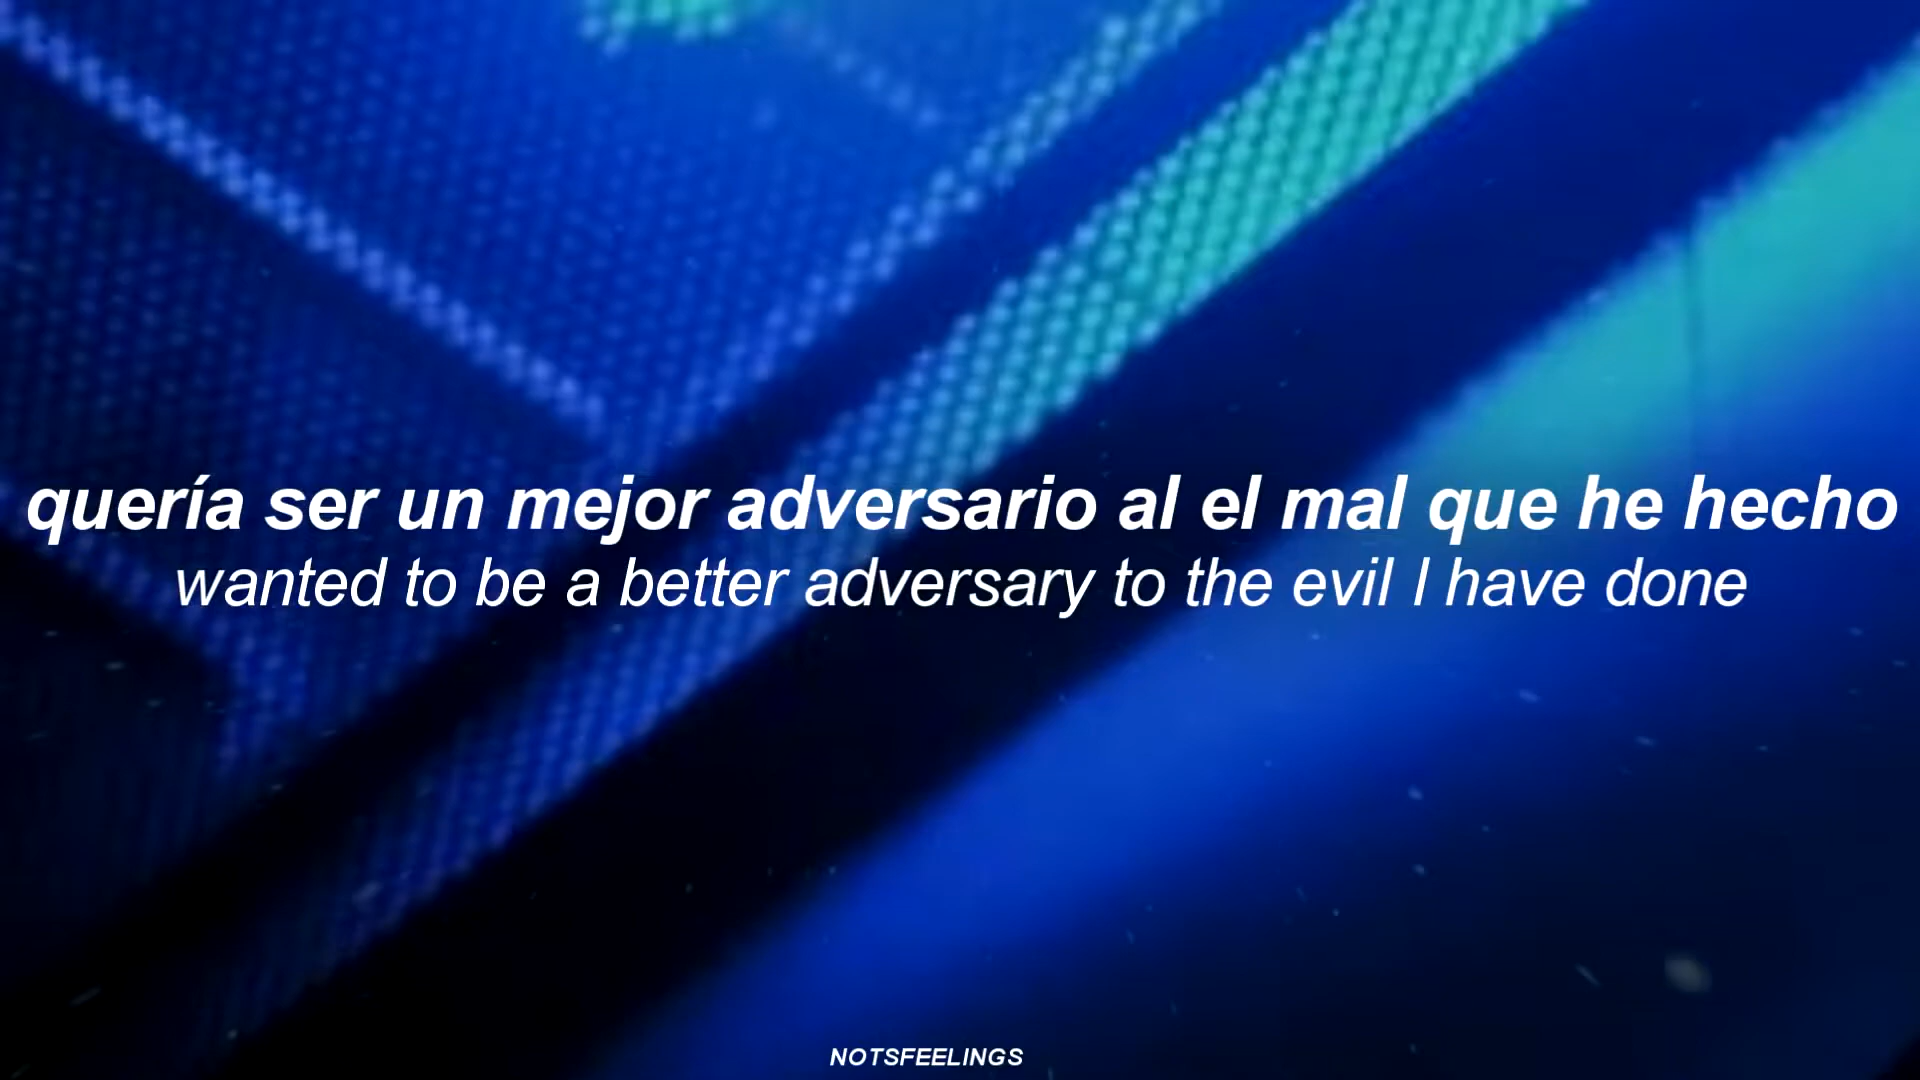 quería ser un mejor adversario al el mal que he hecho
wanted to be a better adversary to the evil I have done
NOTSFEELINGS